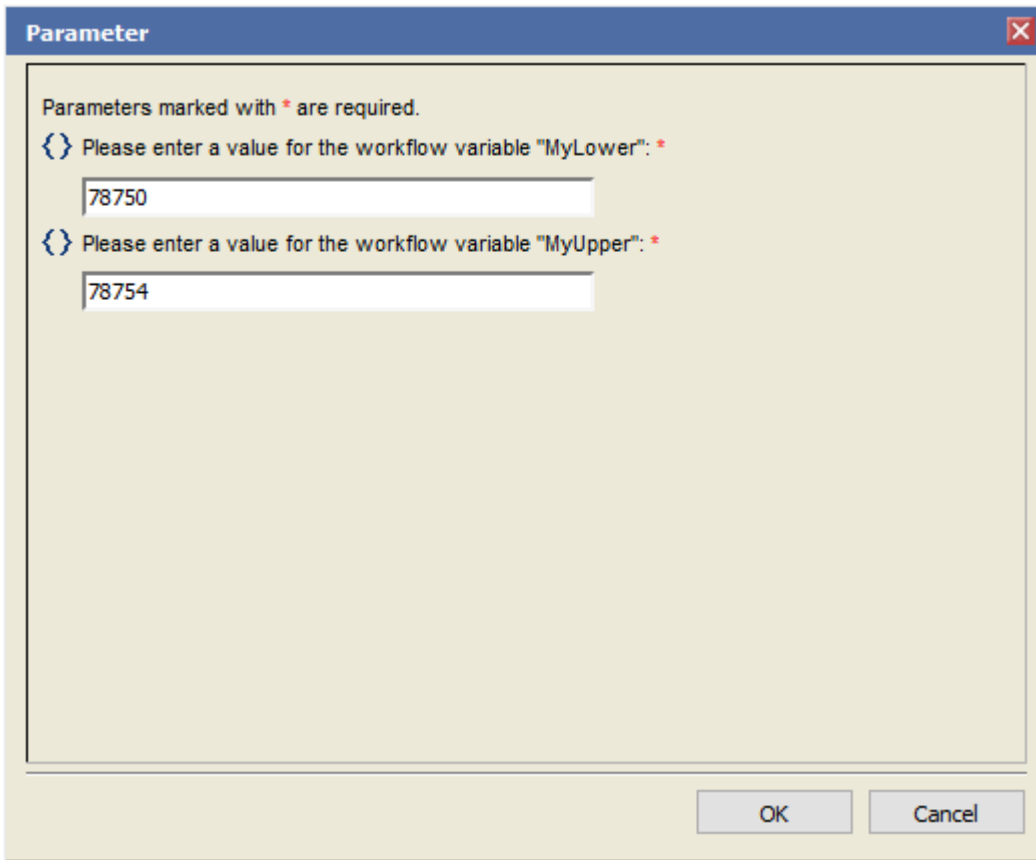 Parameter
Parameters marked with * are required.
{} Please enter a value for the workflow variable "MyLower": *
78750
{} Please enter a value for the workflow variable "MyUpper": *
78754
OK Cancel